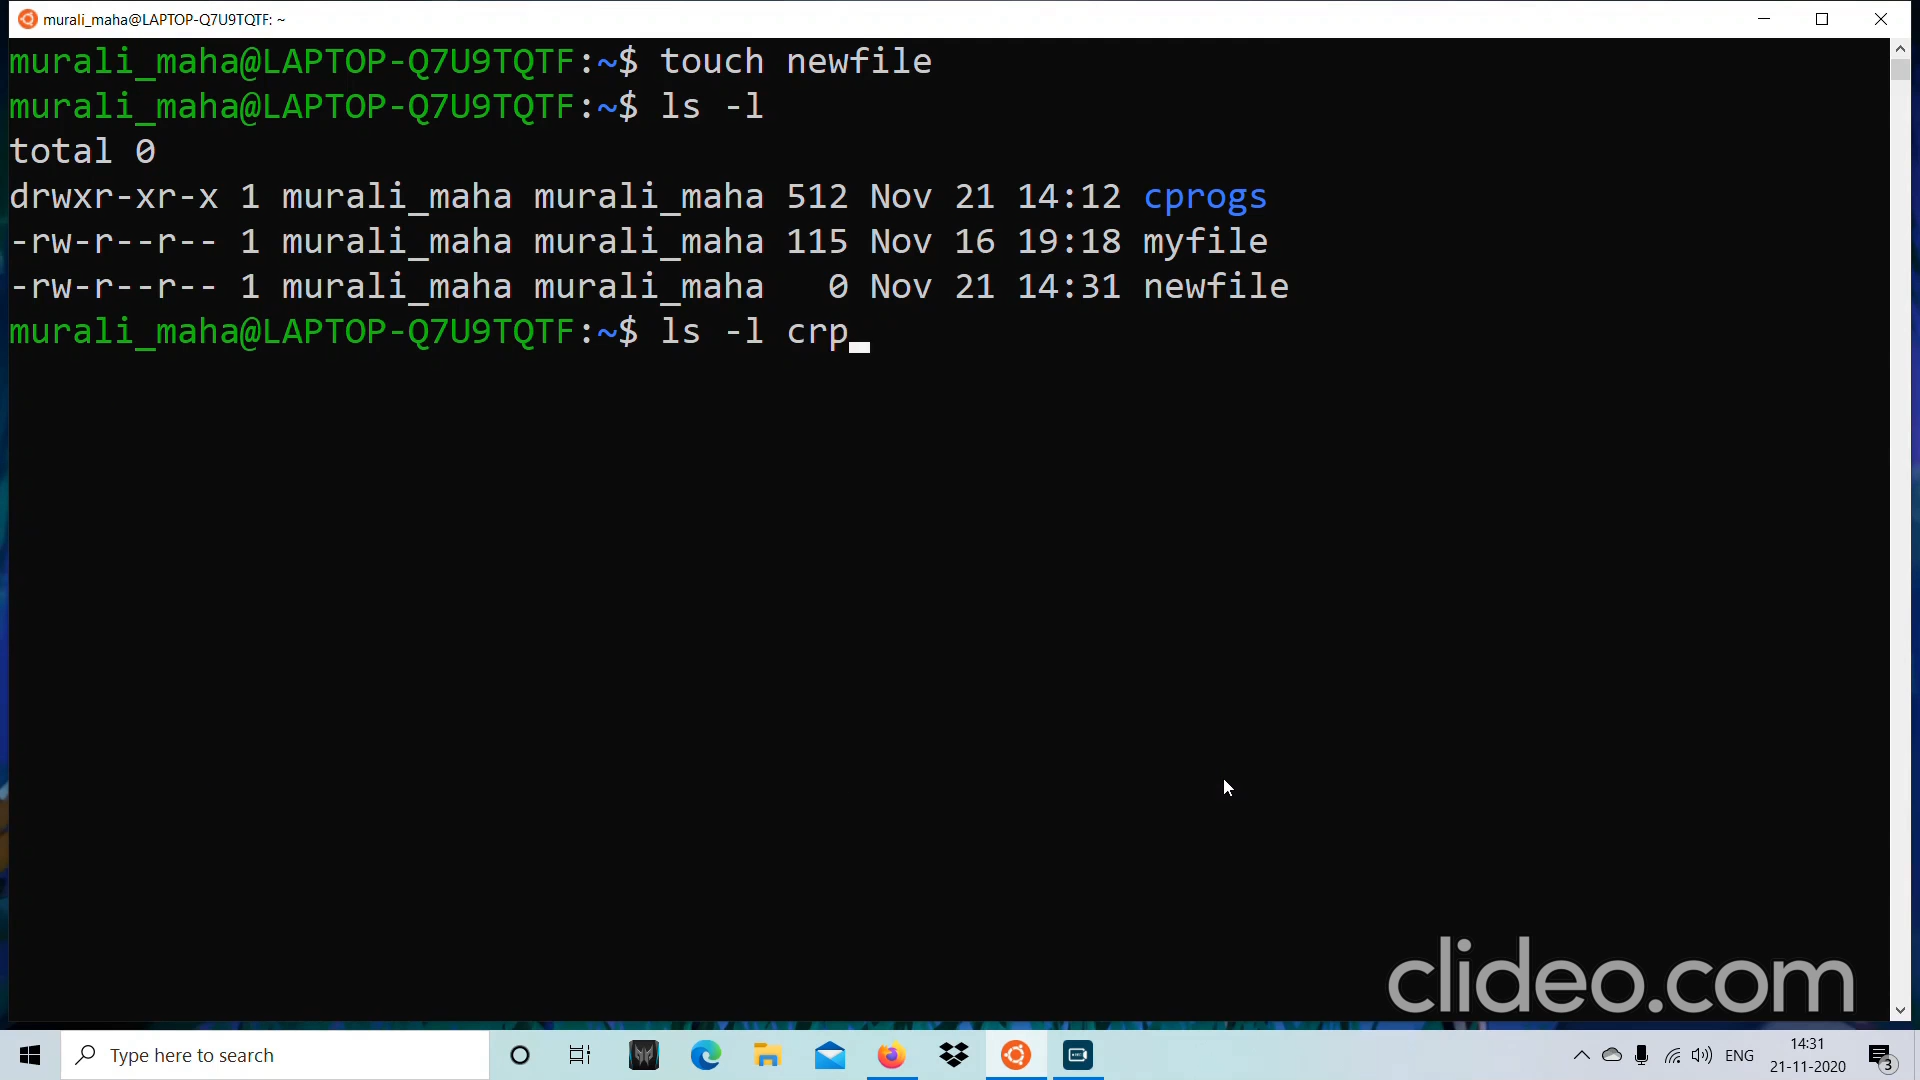 murali_maha@LAPTOP-Q7U9TQTF: ~
murali_maha@LAPTOP-Q7U9TQTF:~$ touch newfile
murali_maha@LAPTOP-Q7U9TQTF:~$ ls -l
total 0
drwxr-xr-x 1 murali_maha murali_maha 512 Nov 21 14:12 cprogs
-rw-r--r-- 1 murali_maha murali_maha 115 Nov 16 19:18 myfile
-rw-r--r-- 1 murali_maha murali_maha   0 Nov 21 14:31 newfile
murali_maha@LAPTOP-Q7U9TQTF:~$ ls -l crp
clideo.com
Type here to search
ENG
14:31
21-11-2020
3